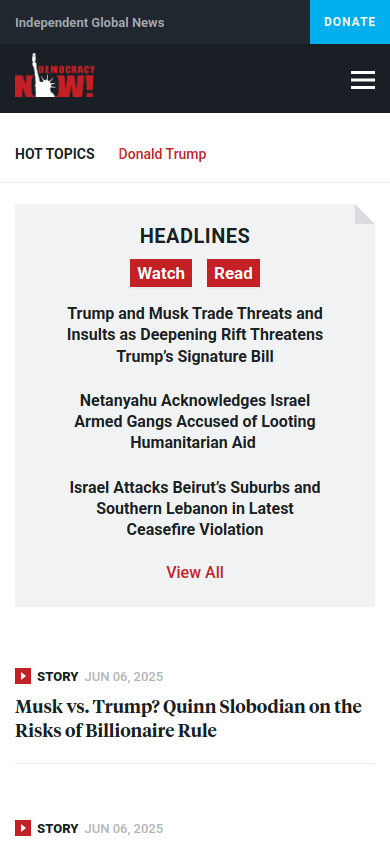 Independent Global News
DONATE
DEMOCRACY
NOW!
HOT TOPICS
Donald Trump
HEADLINES
Watch
Read
Trump and Musk Trade Threats and
Insults as Deepening Rift Threatens
Trump’s Signature Bill
Netanyahu Acknowledges Israel
Armed Gangs Accused of Looting
Humanitarian Aid
Israel Attacks Beirut’s Suburbs and
Southern Lebanon in Latest
Ceasefire Violation
View All
STORY JUN 06, 2025
Musk vs. Trump? Quinn Slobodian on the
Risks of Billionaire Rule
STORY JUN 06, 2025